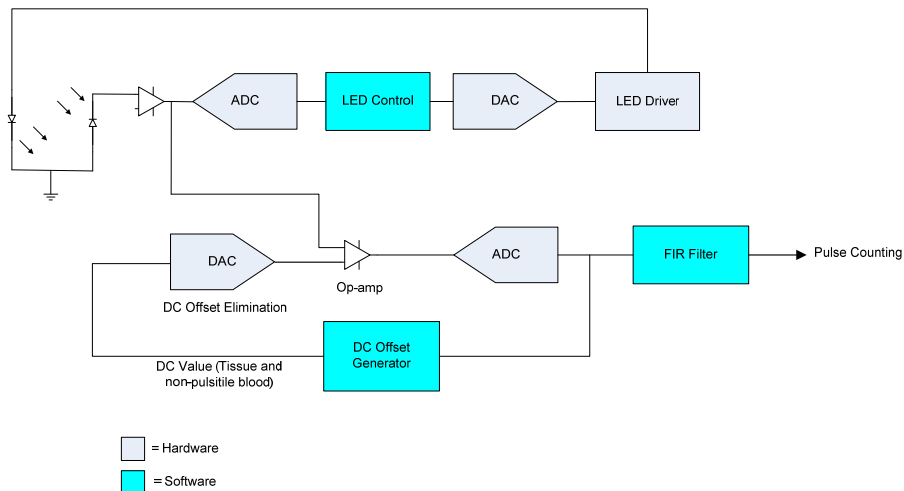 ADC
LED Control
DAC
LED Driver
DAC
Op-amp
ADC
FIR Filter
Pulse Counting
DC Offset Elimination
DC Offset
Generator
DC Value (Tissue and
non-pulsitile blood)
= Hardware
= Software